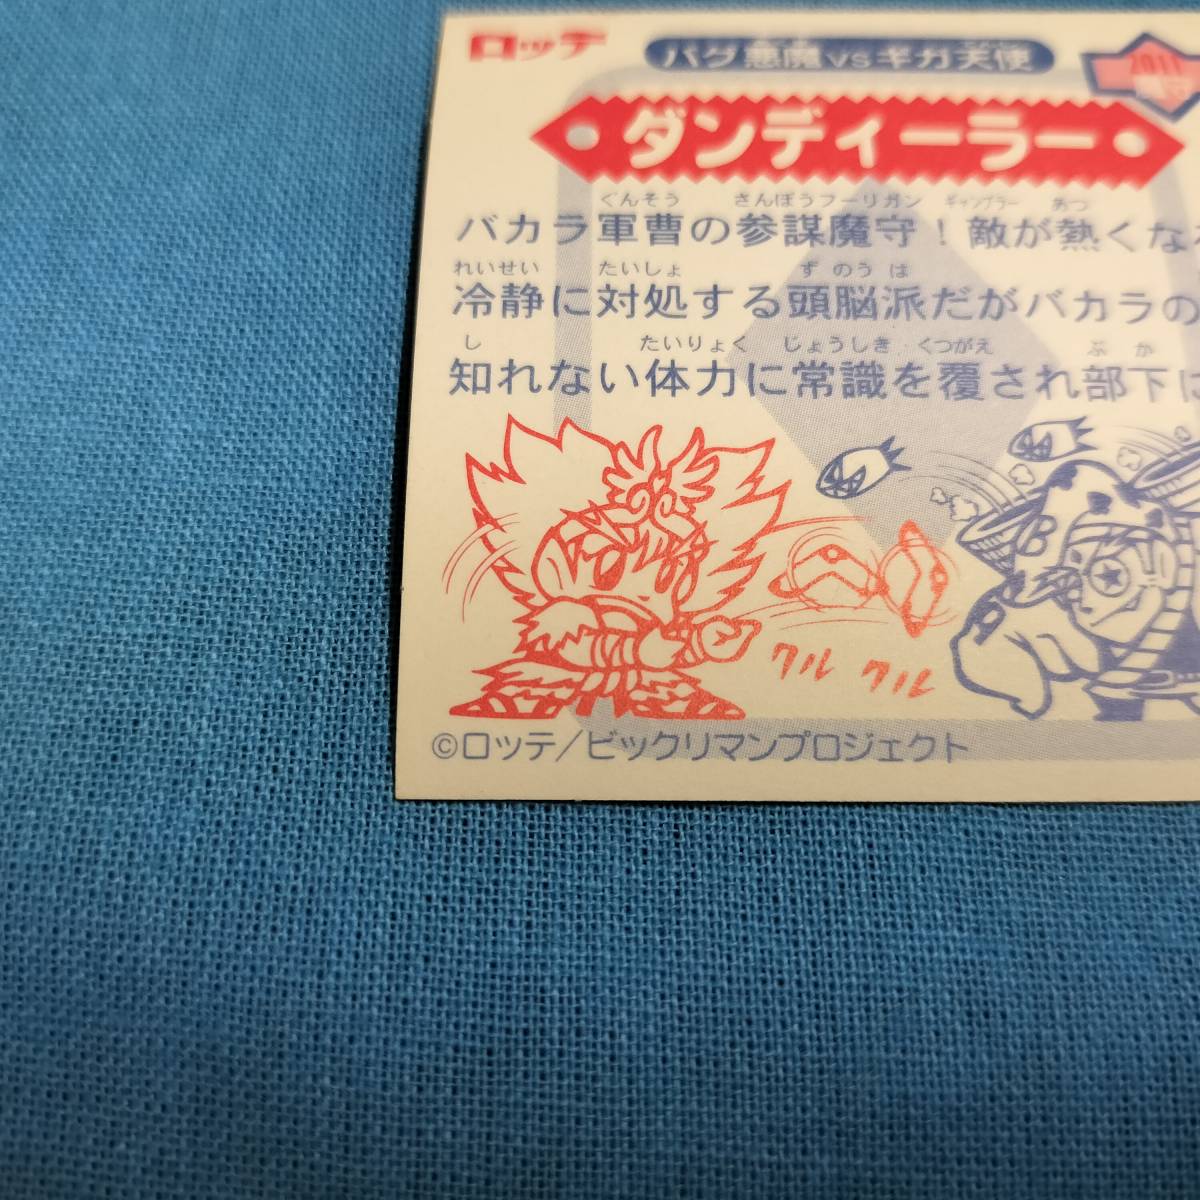 ロッテ
バグ悪魔vsギガ天使
2011
ダンディーラー
ぐんそう さんぼうフーリガン ギャンブラー あつ
バカラ軍曹の参謀魔守！敵が熱くな
れいせい たいしょ ずのうは
冷静に対処する頭脳派だがバカラの
し たいりょく じょうしき くつがえ ぶか
知れない体力に常識を覆され部下に
クル クル
©ロッテ/ビックリマンプロジェクト